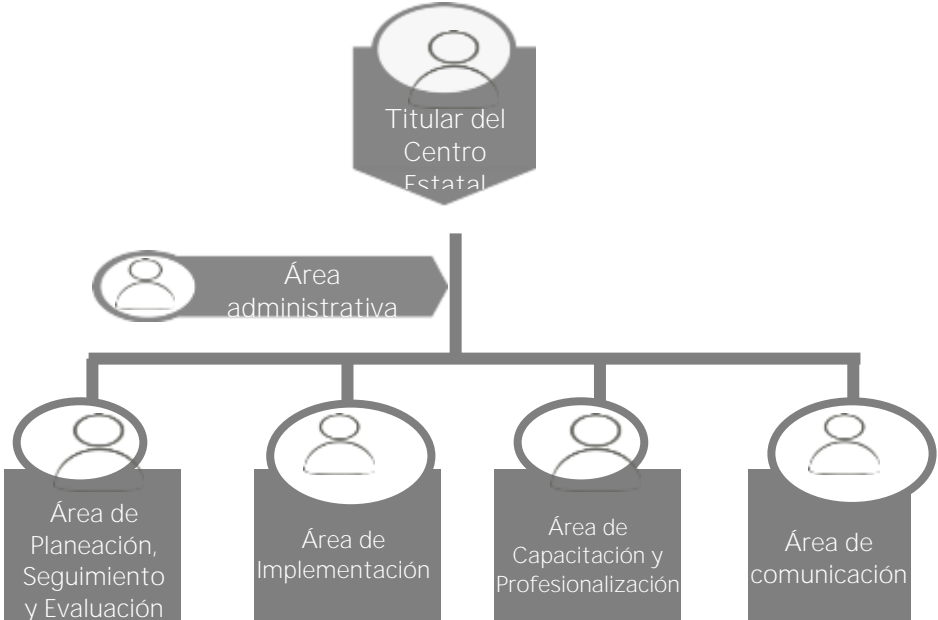 Titular del
Centro
Estatal
Área
administrativa
Área de
Planeación,
Seguimiento
y Evaluación
Área de
Implementación
Área de
Capacitación y
Profesionalización
Área de
comunicación